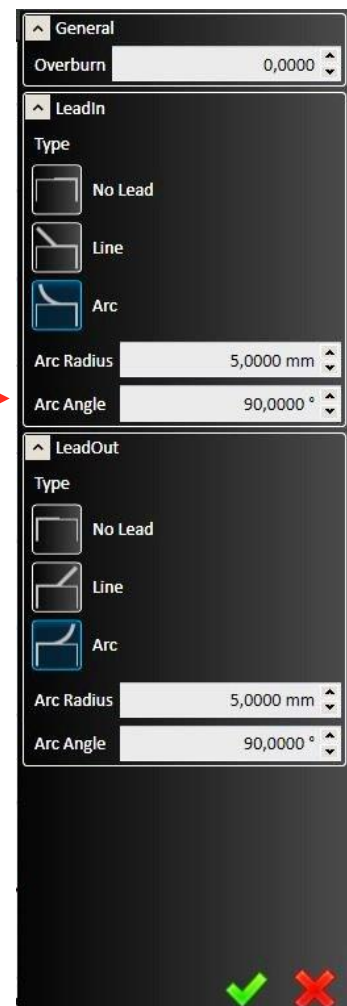 General
Overburn 0,0000
LeadIn
Type
No Lead
Line
Arc
Arc Radius 5,0000 mm
Arc Angle 90,0000 °
LeadOut
Type
No Lead
Line
Arc
Arc Radius 5,0000 mm
Arc Angle 90,0000 °